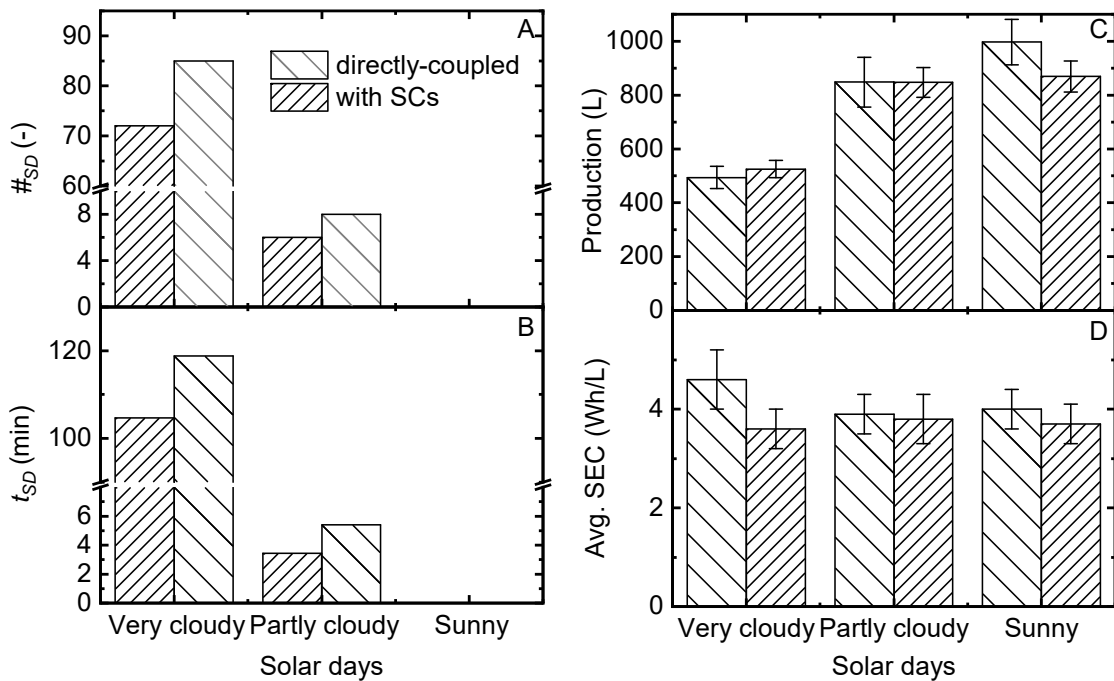 A
90
80
70
60
8
4
0
#SD (-)
directly-coupled
with SCs
B
120
100
6
4
2
0
tSD (min)
Very cloudy Partly cloudy Sunny
Solar days
C
1000
800
600
400
200
0
Production (L)
D
4
2
0
Avg. SEC (Wh/L)
Very cloudy Partly cloudy Sunny
Solar days